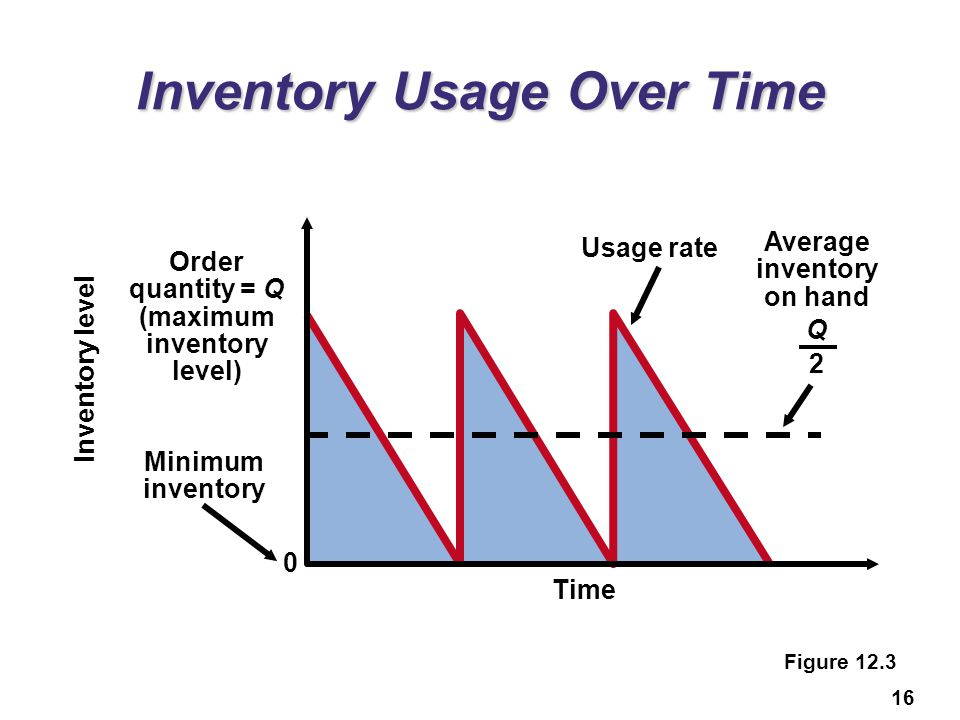 Inventory Usage Over Time
Inventory level
Order
quantity = Q
(maximum
inventory
level)
Usage rate
Average
inventory
on hand
Q
2
Minimum
inventory
0
Time
Figure 12.3
16